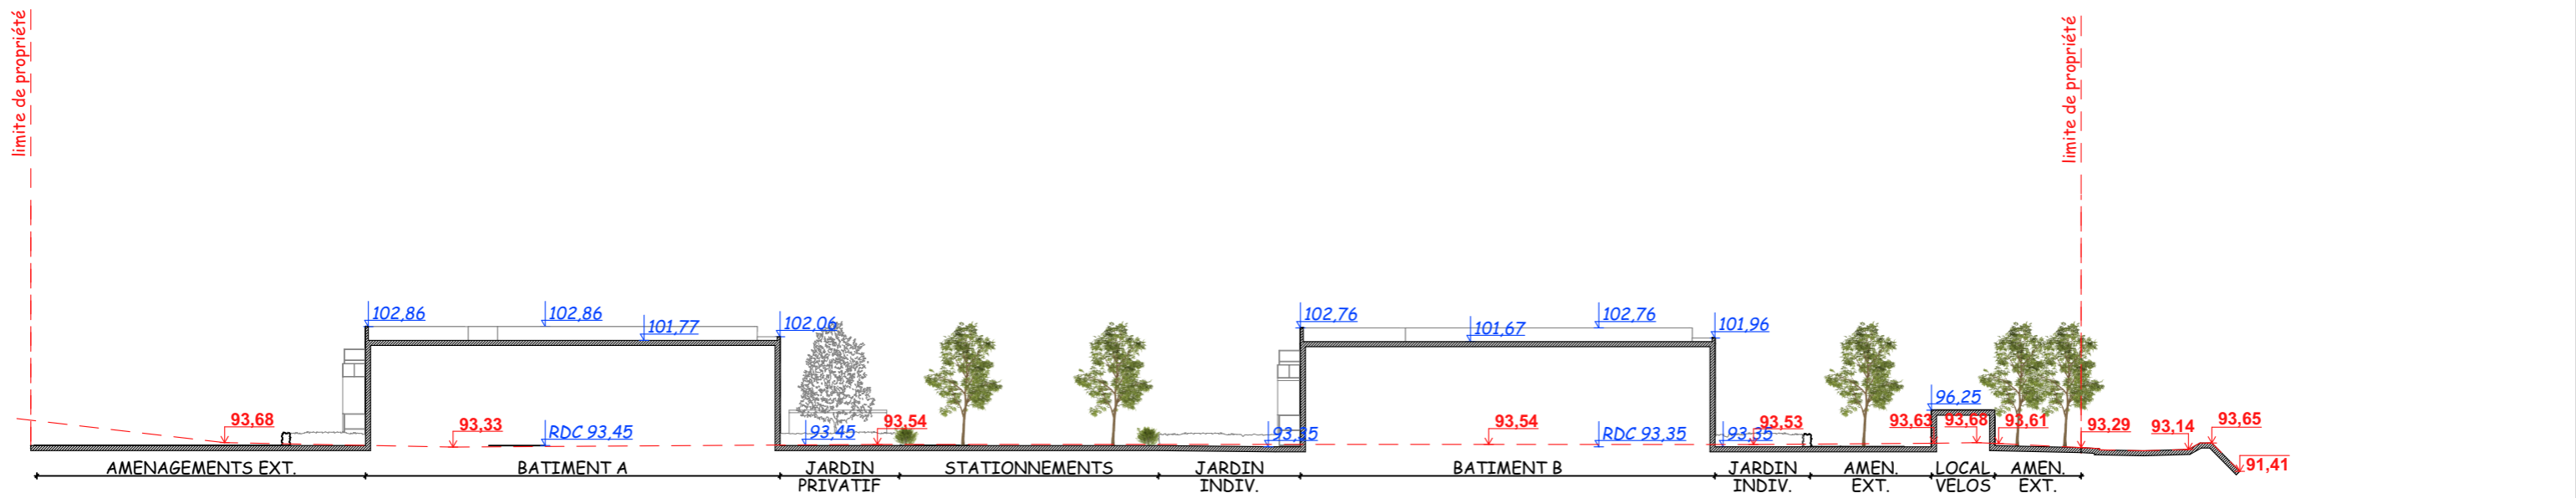 limite de propriété
limite de propriété
102,86
102,86
101,77
102,06
102,76
101,67
102,76
101,96
96,25
93,68
93,33
RDC 93,45
93,45
93,54
93,35
93,54
RDC 93,35
93,35
93,53
93,63
93,68
93,61
93,29
93,14
93,65
91,41
AMENAGEMENTS EXT.
BATIMENT A
JARDIN
PRIVATIF
STATIONNEMENTS
JARDIN
INDIV.
BATIMENT B
JARDIN
INDIV.
AMEN.
EXT.
LOCAL
VELOS
AMEN.
EXT.